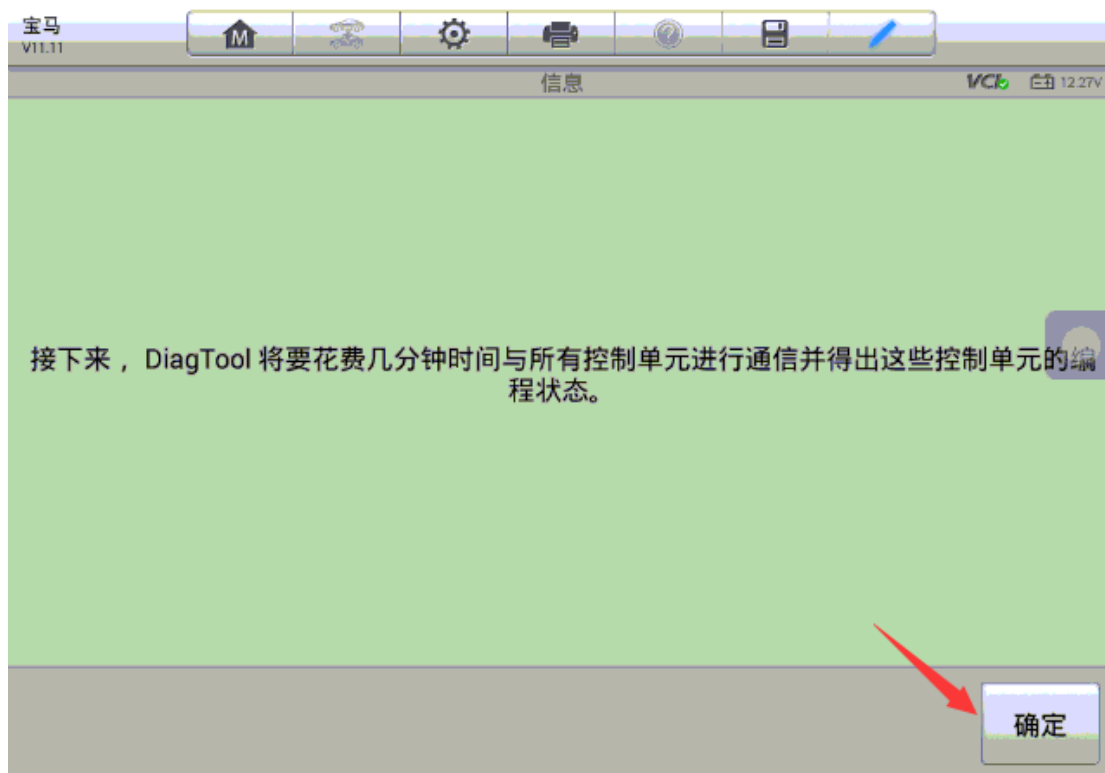 宝马
V11.11
M
信息
VCI
12.27V
接下来，DiagTool 将要花费几分钟时间与所有控制单元进行通信并得出这些控制单元的编
程状态。
确定